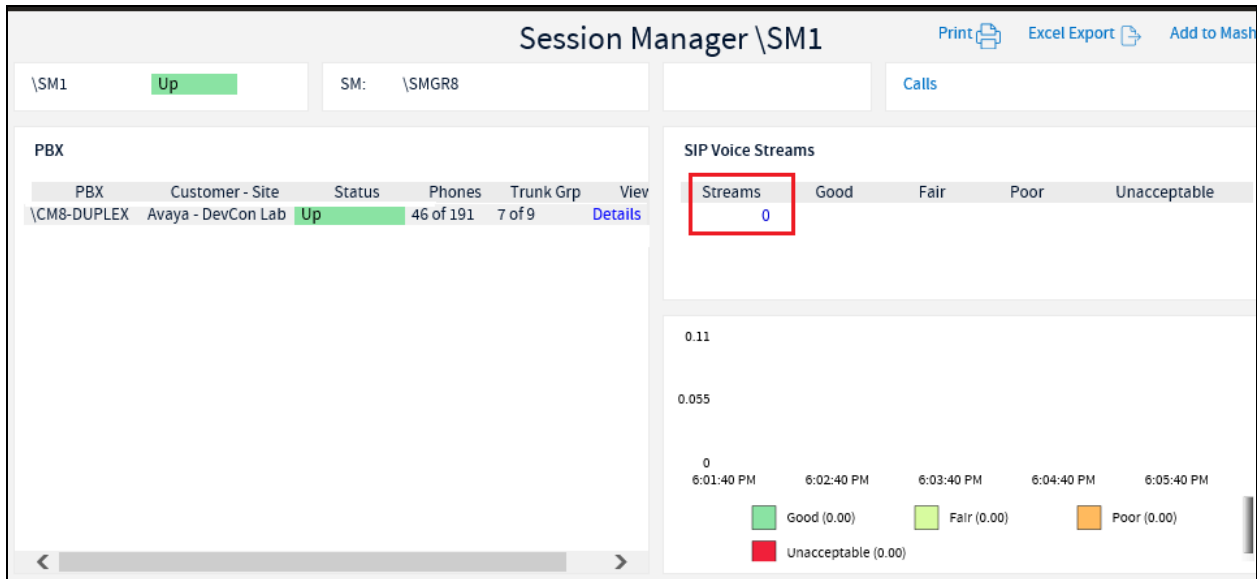 Session Manager \SM1
Print
Excel Export
Add to Mash
\SM1 Up
SM: \SMGR8
Calls
PBX
PBX Customer - Site Status Phones Trunk Grp View
\CM8-DUPLEX Avaya - DevCon Lab Up 46 of 191 7 of 9 Details
SIP Voice Streams
Streams Good Fair Poor Unacceptable
0
0.11
0.055
0
6:01:40 PM 6:02:40 PM 6:03:40 PM 6:04:40 PM 6:05:40 PM
Good (0.00) Fair (0.00) Poor (0.00)
Unacceptable (0.00)